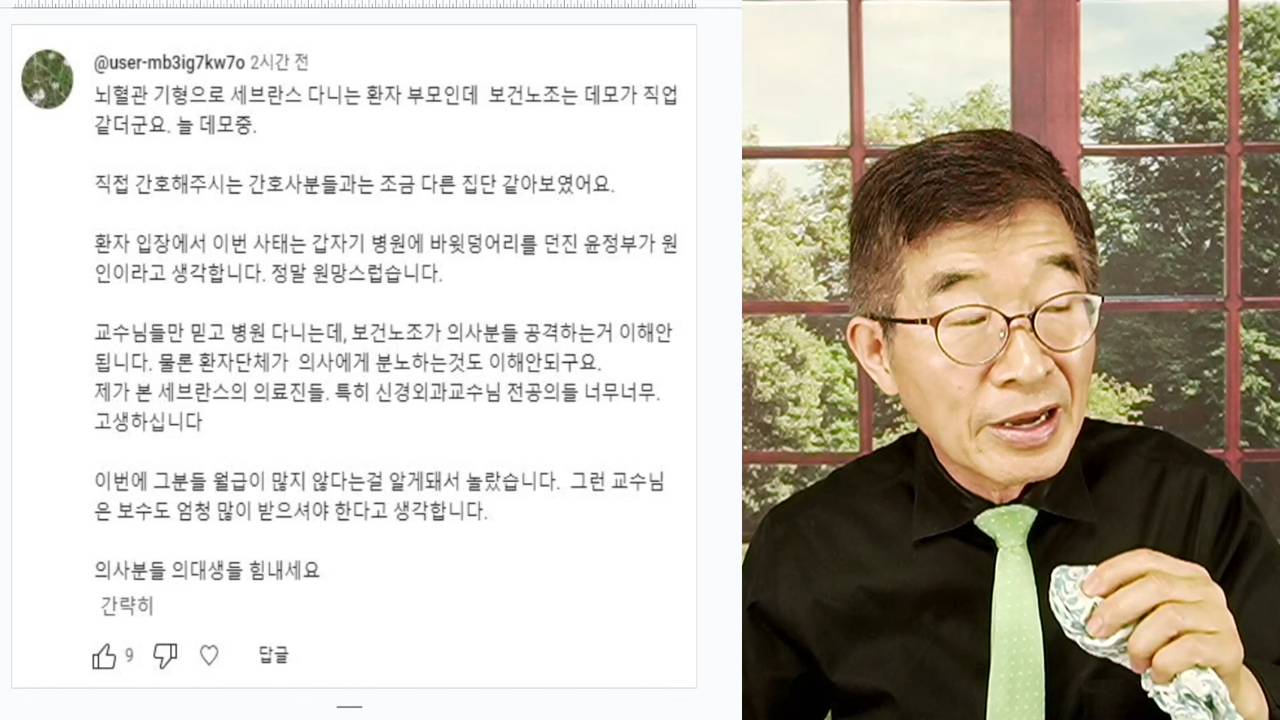 @user-mb3ig7kw7o 2시간 전
뇌혈관 기형으로 세브란스 다니는 환자 부모인데 보건노조는 데모가 직업
같더군요. 늘 데모중.
직접 간호해주시는 간호사분들과는 조금 다른 집단 같아보였어요.
환자 입장에서 이번 사태는 갑자기 병원에 바윗덩어리를 던진 윤정부가 원
인이라고 생각합니다. 정말 원망스럽습니다.
교수님들만 믿고 병원 다니는데, 보건노조가 의사분들 공격하는거 이해안
됩니다. 물론 환자단체가 의사에게 분노하는것도 이해안되구요.
제가 본 세브란스의 의료진들. 특히 신경외과교수님 전공의들 너무너무.
고생하십니다
이번에 그분들 월급이 많지 않다는걸 알게돼서 놀랐습니다. 그런 교수님
은 보수도 엄청 많이 받으셔야 한다고 생각합니다.
의사분들 의대생들 힘내세요
간략히
9 답글